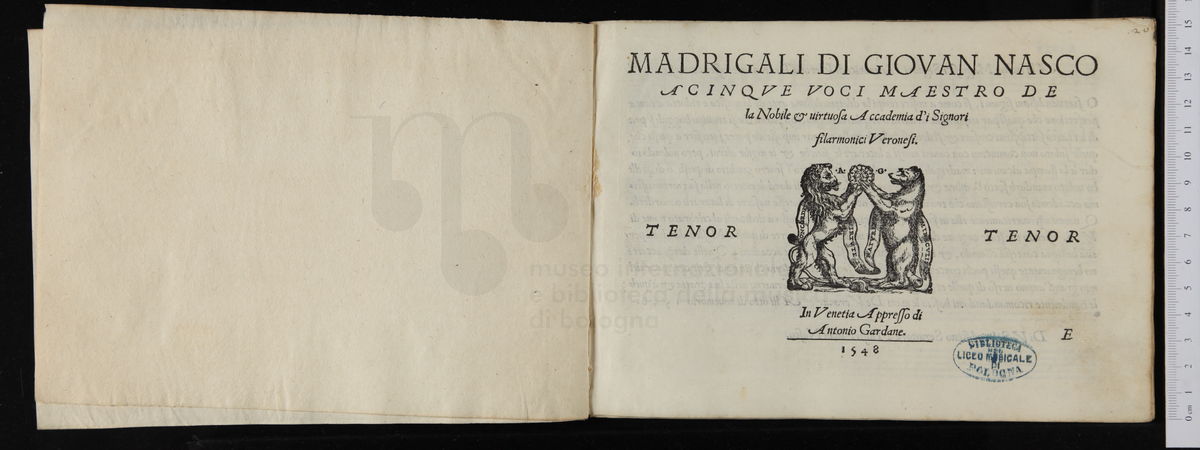 MADRIGALI DI GIOVAN NASCO
A CINQVE VOCI MAESTRO DE
la Nobile & uirtuosa Accademia d'i Signori
filarmonici Veronesi.
·A· ·G·
TENOR TENOR
In Venetia Appresso di
Antonio Gardane.
1548
E
BIBLIOTECA
LICEO MUSICALE
DI
BOLOGNA
museo internazionale
e biblioteca della musica
di bologna